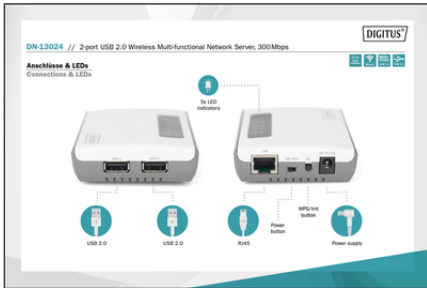 DIGITUS
DN-13024 // 2-port USB 2.0 Wireless Multi-functional Network Server, 300Mbps
Anschlüsse & LEDs
Connections & LEDs
5x LED
indicators
USB 2.0
USB 2.0
RJ45
Power
button
WPS/Init
button
Power supply